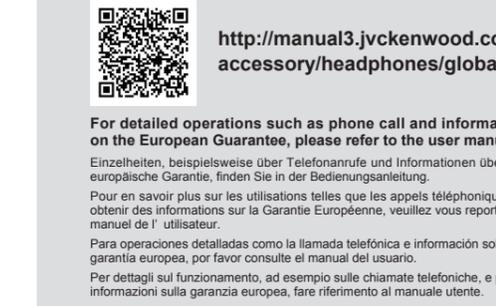 http://manual3.jvckenwood.co
accessory/headphones/globa
For detailed operations such as phone call and informa
on the European Guarantee, please refer to the user man
Einzelheiten, beispielsweise über Telefonanrufe und Informationen üb
europäische Garantie, finden Sie in der Bedienungsanleitung.
Pour en savoir plus sur les utilisations telles que les appels téléphoniqu
obtenir des informations sur la Garantie Européenne, veuillez vous report
manuel de l' utilisateur.
Para operaciones detalladas como la llamada telefónica e información so
garantía europea, por favor consulte el manual del usuario.
Per dettagli sul funzionamento, ad esempio sulle chiamate telefoniche, e
informazioni sulla garanzia europea, fare riferimento al manuale utente.